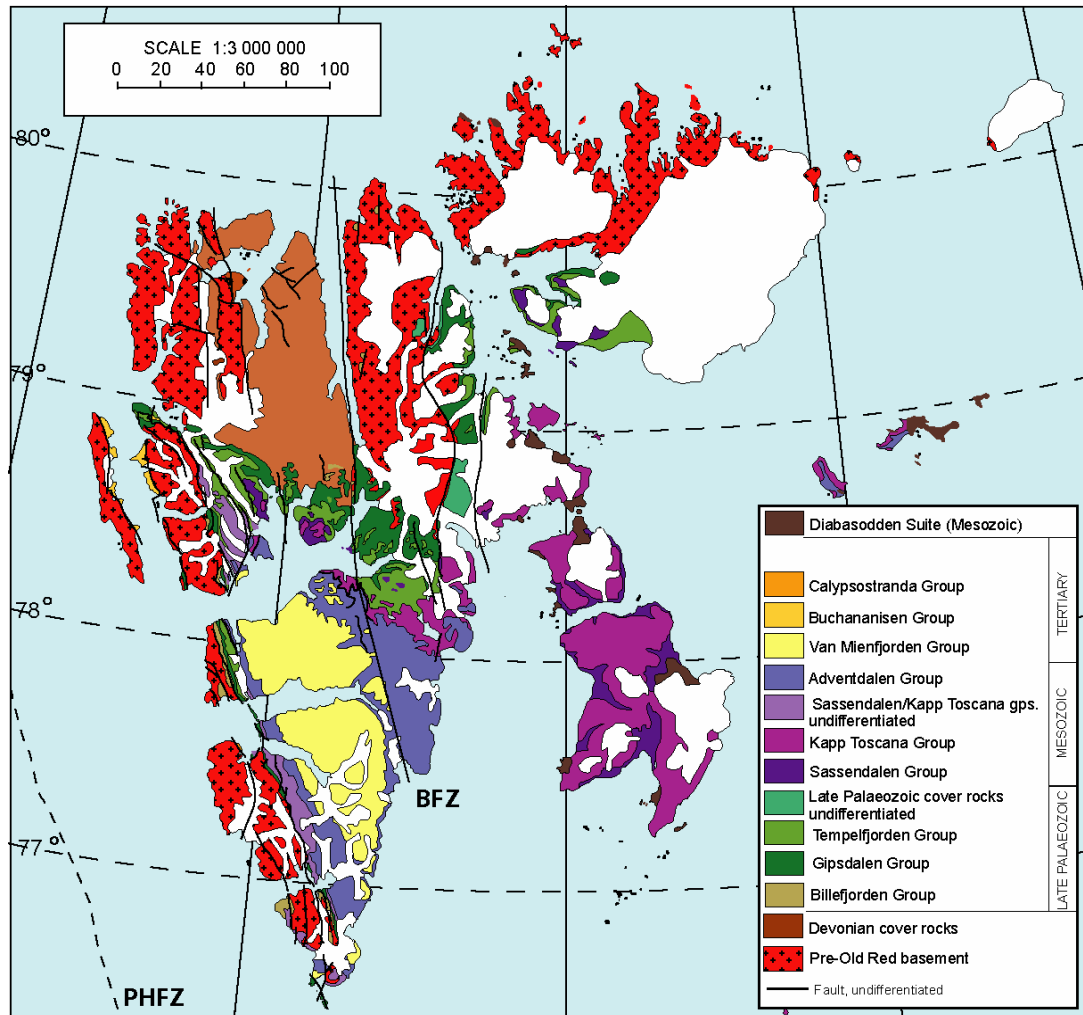 SCALE 1:3 000 000
0 20 40 60 80 100
80°
79°
78°
77°
BFZ
PHFZ
Diabasodden Suite (Mesozoic)
Calypsostranda Group
Buchananisen Group
Van Mienfjorden Group
TERTIARY
Adventdalen Group
Sassendalen/Kapp Toscana gps.
undifferentiated
Kapp Toscana Group
Sassendalen Group
MESOZOIC
Late Palaeozoic cover rocks
undifferentiated
Tempelfjorden Group
Gipsdalen Group
Billefjorden Group
LATE PALAEOZOIC
Devonian cover rocks
Pre-Old Red basement
Fault, undifferentiated